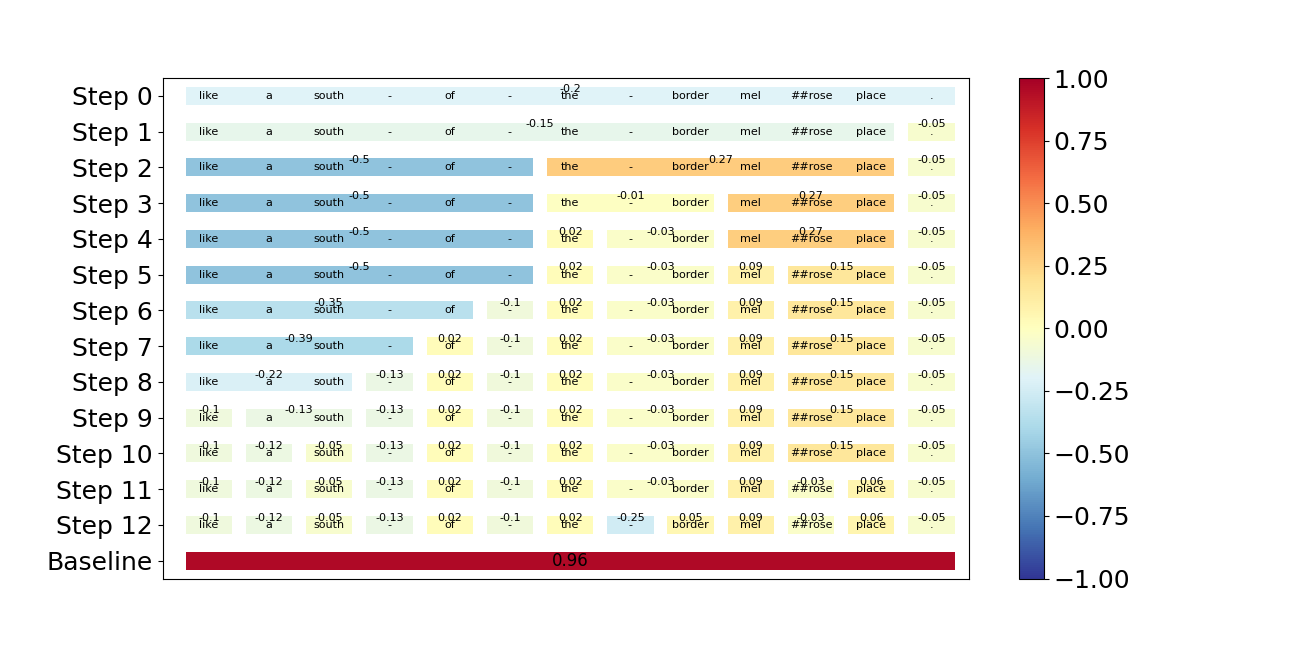 -0.2
Step 0 like a south - of - the - border mel ##rose place . 1.00
-0.15 -0.05
Step 1 like a south - of - the - border mel ##rose place . 0.75
-0.5 0.27 -0.05
Step 2 like a south - of - the - border mel ##rose place .
-0.5 -0.01 0.27 -0.05
Step 3 like a south - of - the - border mel ##rose place . 0.50
-0.5 0.02 -0.03 0.27 -0.05
Step 4 like a south - of - the - border mel ##rose place . 0.25
-0.5 0.02 -0.03 0.09 0.15 -0.05
Step 5 like a south - of - the - border mel ##rose place .
-0.35 -0.1 0.02 -0.03 0.09 0.15 -0.05
Step 6 like a south - of - the - border mel ##rose place . 0.00
-0.39 0.02 -0.1 0.02 -0.03 0.09 0.15 -0.05
Step 7 like a south - of - the - border mel ##rose place .
-0.22 -0.13 0.02 -0.1 0.02 -0.03 0.09 0.15 -0.05
Step 8 like a south - of - the - border mel ##rose place . −0.25
-0.1 -0.13 -0.13 0.02 -0.1 0.02 -0.03 0.09 0.15 -0.05
Step 9 like a south - of - the - border mel ##rose place .
-0.1 -0.12 -0.05 -0.13 0.02 -0.1 0.02 -0.03 0.09 0.15 -0.05
Step 10 like a south - of - the - border mel ##rose place . −0.50
-0.1 -0.12 -0.05 -0.13 0.02 -0.1 0.02 -0.03 0.09 -0.03 0.06 -0.05
Step 11 like a south - of - the - border mel ##rose place .
-0.1 -0.12 -0.05 -0.13 0.02 -0.1 0.02 -0.25 0.05 0.09 -0.03 0.06 -0.05
Step 12 like a south - of - the - border mel ##rose place . −0.75
Baseline 0.96
−1.00